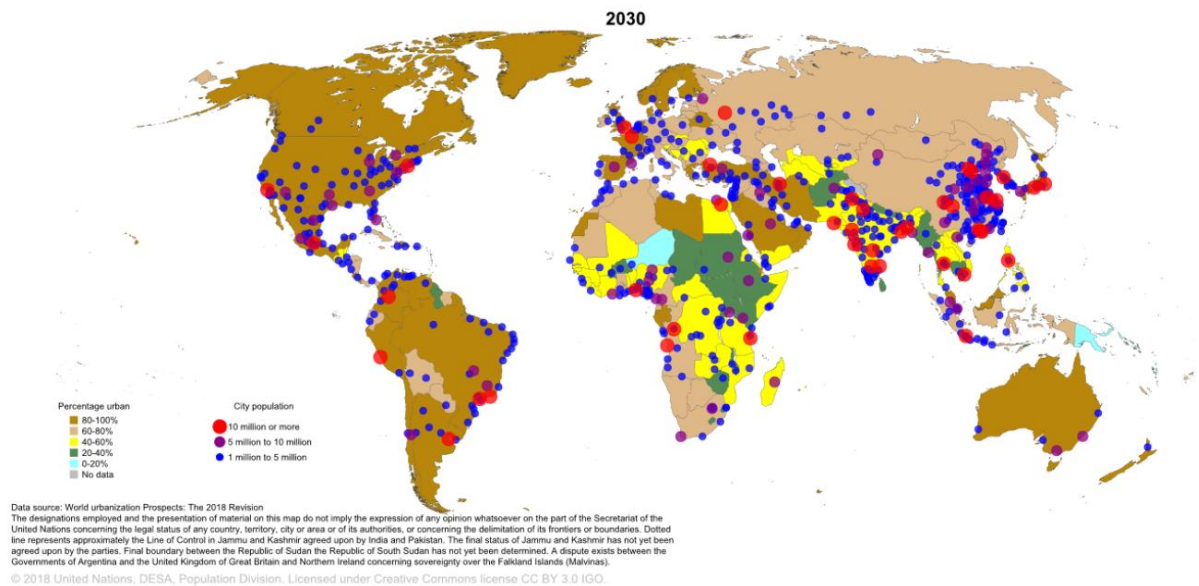 2030
Percentage urban
80-100%
60-80%
40-60%
20-40%
0-20%
No data
City population
10 million or more
5 million to 10 million
1 million to 5 million
Data source: World urbanization Prospects: The 2018 Revision
The designations employed and the presentation of material on this map do not imply the expression of any opinion whatsoever on the part of the Secretariat of the
United Nations concerning the legal status of any country, territory, city or area or of its authorities, or concerning the delimitation of its frontiers or boundaries. Dotted
line represents approximately the Line of Control in Jammu and Kashmir agreed upon by India and Pakistan. The final status of Jammu and Kashmir has not yet been
agreed upon by the parties. Final boundary between the Republic of Sudan the Republic of South Sudan has not yet been determined. A dispute exists between the
Governments of Argentina and the United Kingdom of Great Britain and Northern Ireland concerning sovereignty over the Falkland Islands (Malvinas).
© 2018 United Nations, DESA, Population Division. Licensed under Creative Commons license CC BY 3.0 IGO.